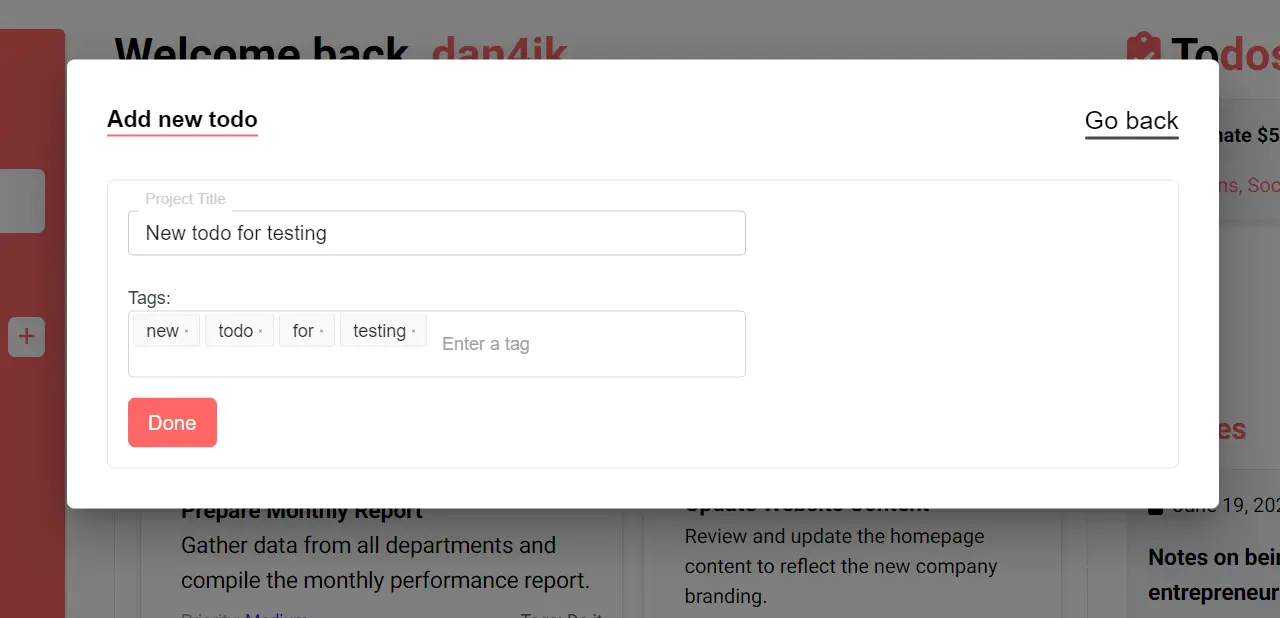 Welcome back, dan4ik
Todos
Add new todo
Go back
nate $5
ns, Soc
Project Title
New todo for testing
Tags:
new · todo · for · testing · Enter a tag
Done
es
June 19, 202
Prepare Monthly Report
Gather data from all departments and
compile the monthly performance report.
Priority: Medium
Tags: Do it
Update Website Content
Review and update the homepage
content to reflect the new company
branding.
Notes on bein
entrepreneur